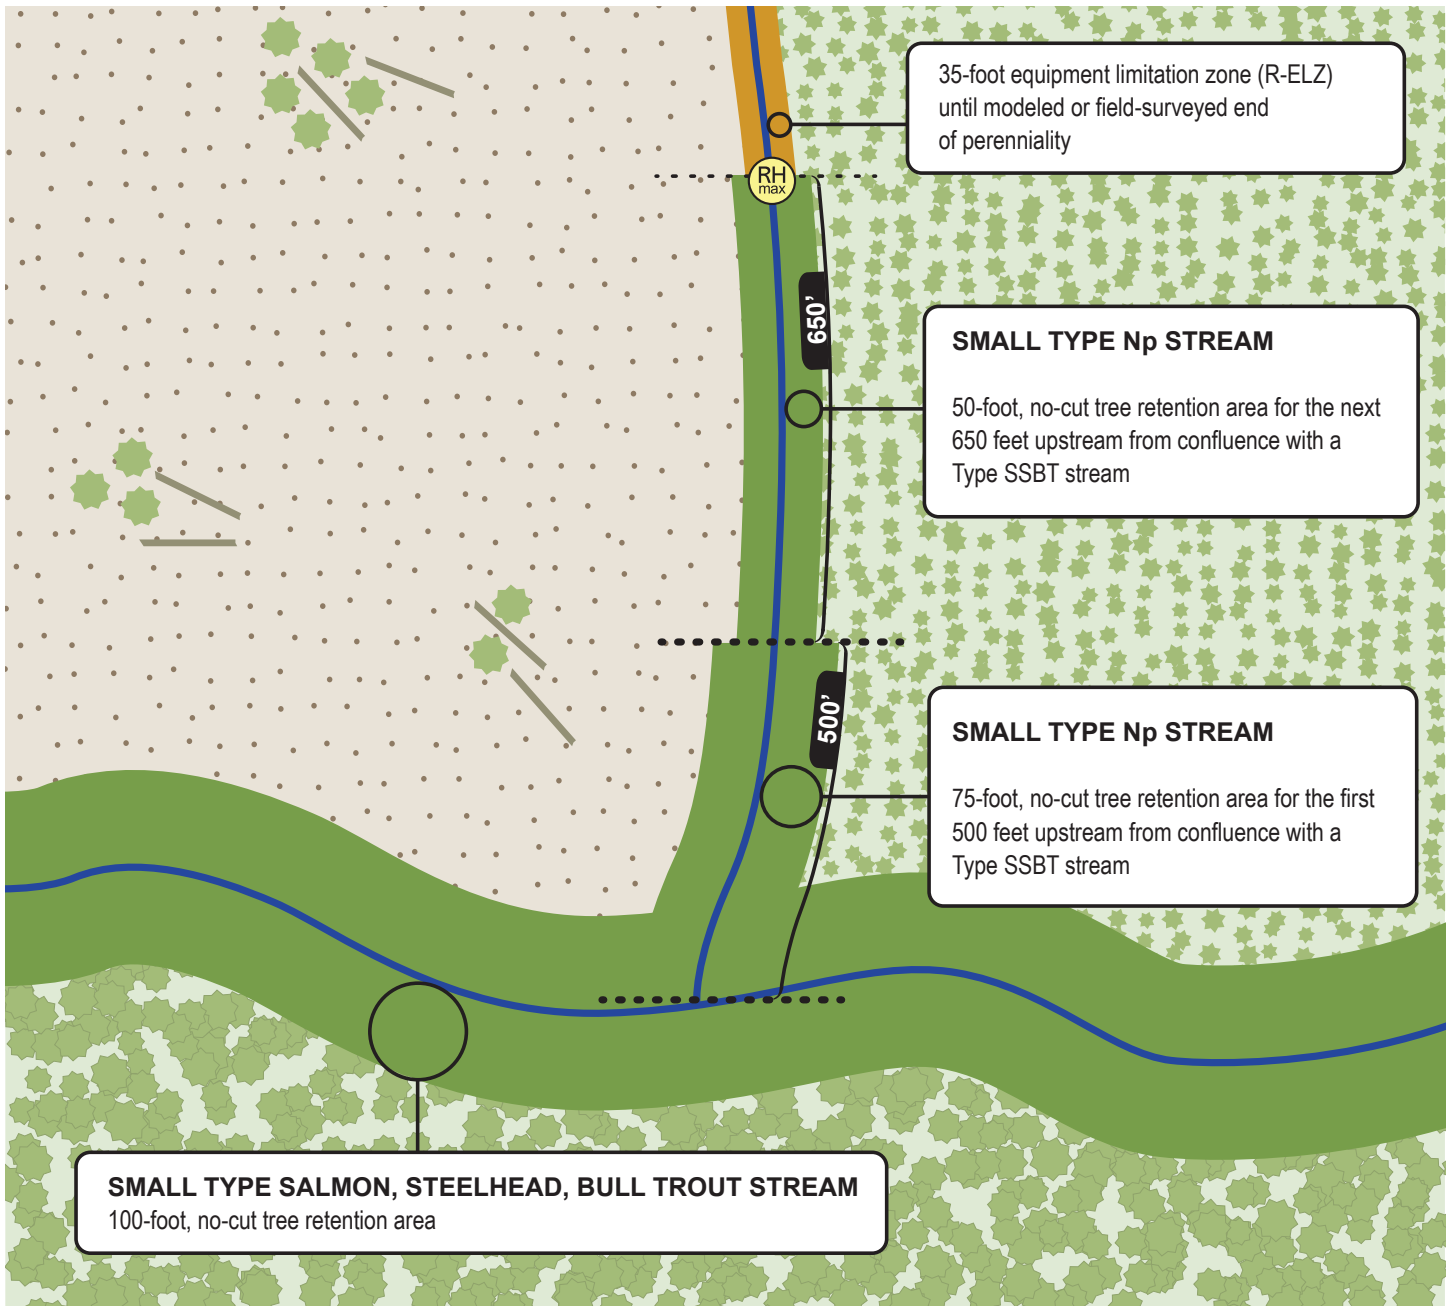 35-foot equipment limitation zone (R-ELZ)
until modeled or field-surveyed end
of perenniality
RH
max
650’
SMALL TYPE Np STREAM
50-foot, no-cut tree retention area for the next
650 feet upstream from confluence with a
Type SSBT stream
500’
SMALL TYPE Np STREAM
75-foot, no-cut tree retention area for the first
500 feet upstream from confluence with a
Type SSBT stream
SMALL TYPE SALMON, STEELHEAD, BULL TROUT STREAM
100-foot, no-cut tree retention area